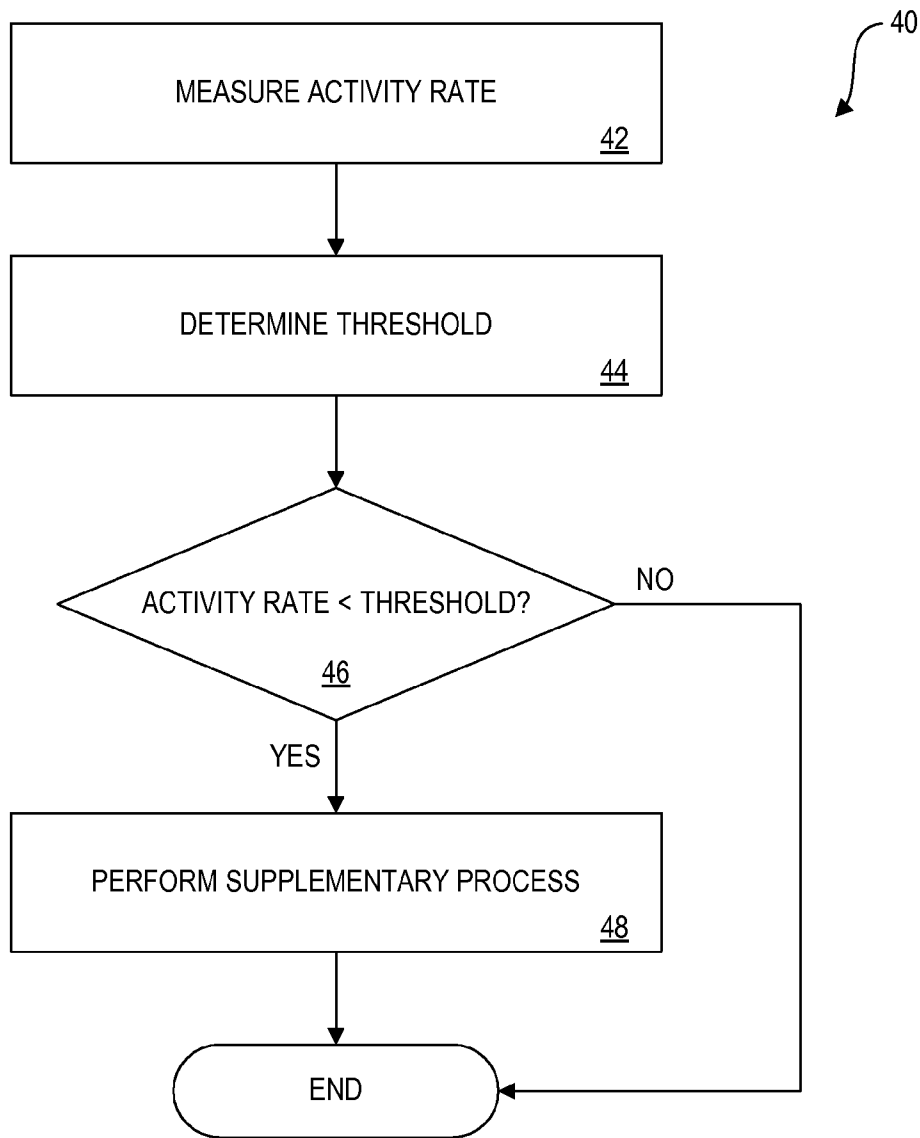 40
MEASURE ACTIVITY RATE
42
DETERMINE THRESHOLD
44
ACTIVITY RATE < THRESHOLD?
46
NO
YES
PERFORM SUPPLEMENTARY PROCESS
48
END